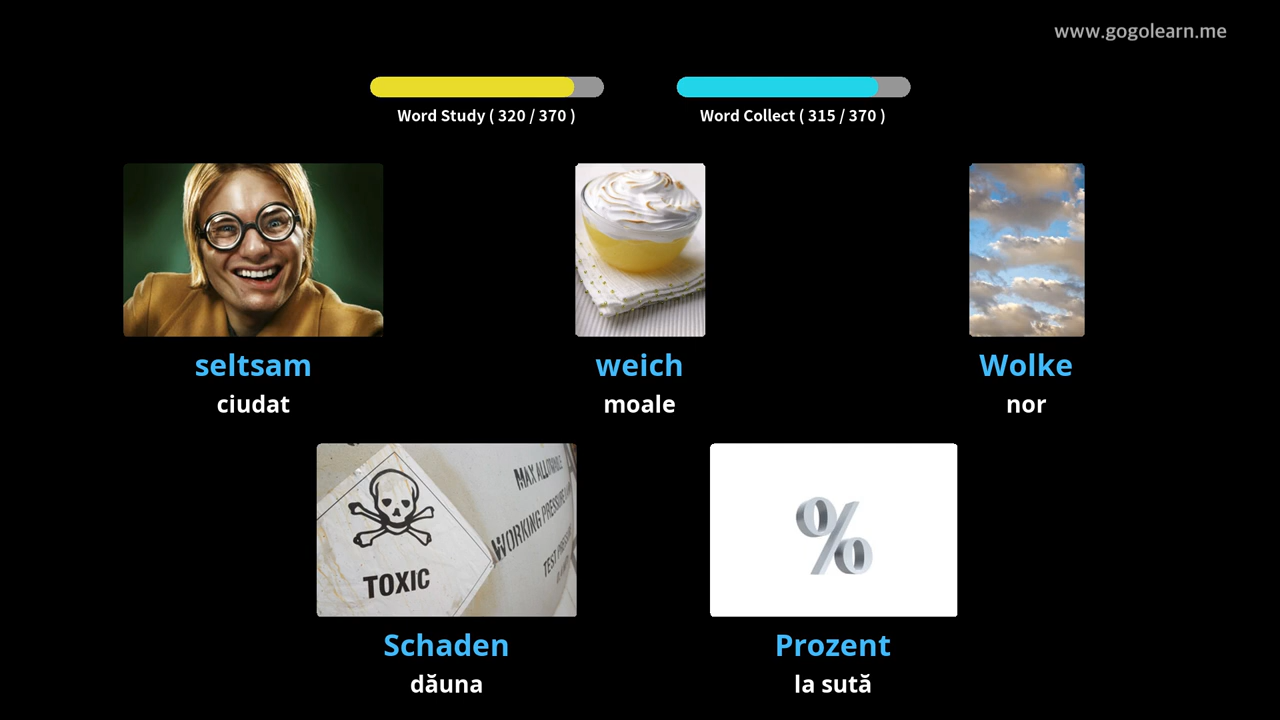 www.gogolearn.me
Word Study ( 320 / 370 )
Word Collect ( 315 / 370 )
seltsam
ciudat
weich
moale
Wolke
nor
TOXIC
MAX ALLOWABLE
WORKING PRESSURE
Schaden
dăuna
Prozent
la sută
%